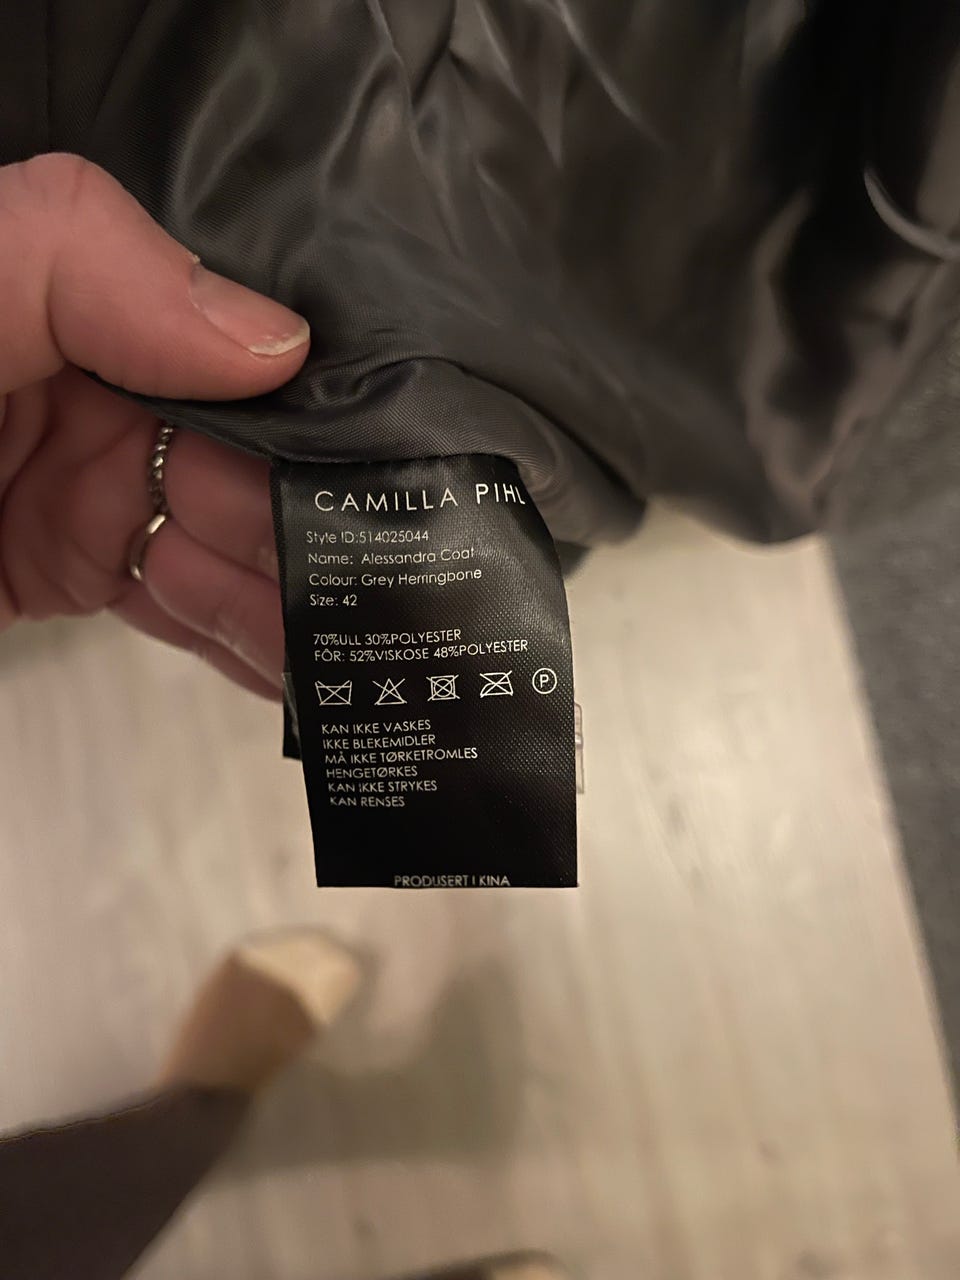 CAMILLA PIHL
Style ID:514025044
Name: Alessandra Coat
Colour: Grey Herringbone
Size: 42
70%ULL 30%POLYESTER
FÔR: 52%VISKOSE 48%POLYESTER
P
KAN IKKE VASKES
IKKE BLEKEMIDLER
MÅ IKKE TØRKETROMLES
HENGETØRKES
KAN IKKE STRYKES
KAN RENSES
PRODUSERT I KINA